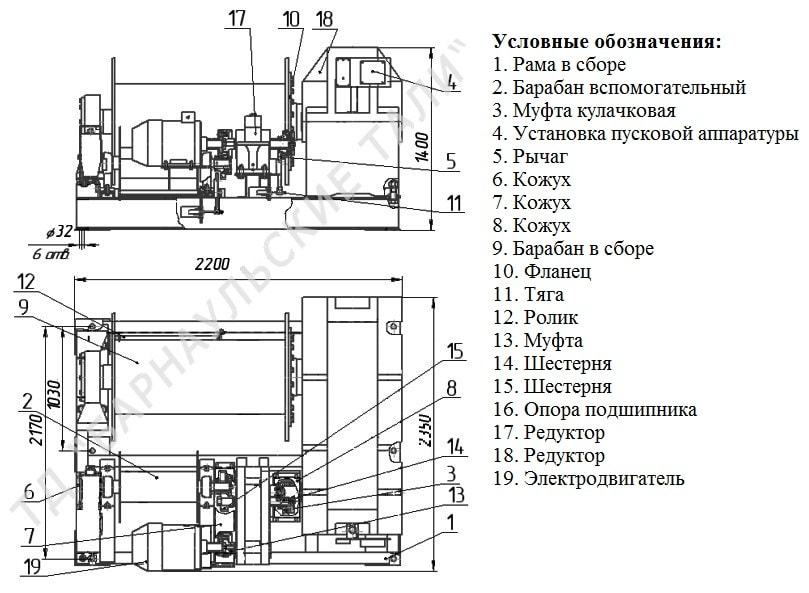 17
10
18
4
5
11
1400
ø32
6 отв.
2200
12
9
15
8
14
3
13
1
2
6
7
19
1030
2170
2350
ТД "БАРНАУЛЬСКИЕ ТАЛИ"
Условные обозначения:
1. Рама в сборе
2. Барабан вспомогательный
3. Муфта кулачковая
4. Установка пусковой аппаратуры
5. Рычаг
6. Кожух
7. Кожух
8. Кожух
9. Барабан в сборе
10. Фланец
11. Тяга
12. Ролик
13. Муфта
14. Шестерня
15. Шестерня
16. Опора подшипника
17. Редуктор
18. Редуктор
19. Электродвигатель